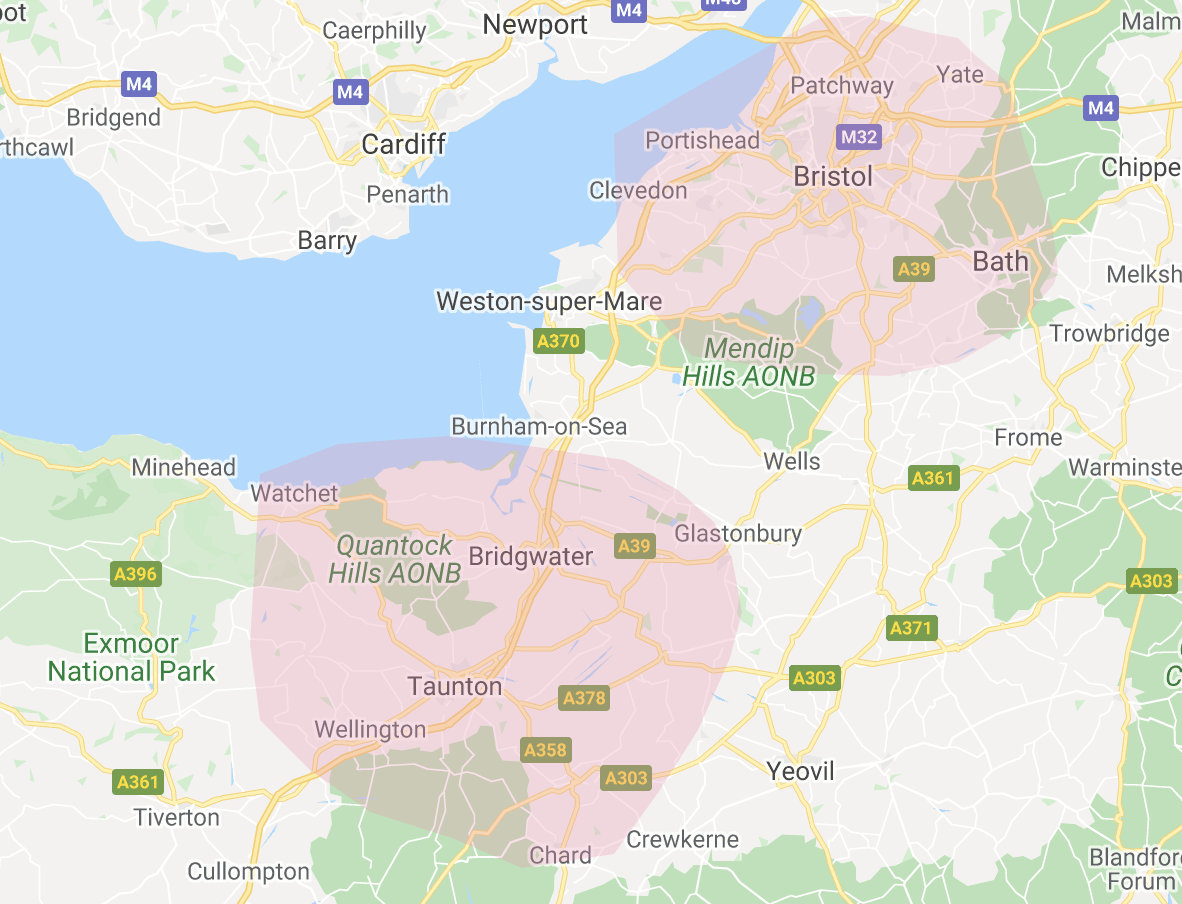 ot
Caerphilly
Newport
M4
M48
Malm
M4
M4
Patchway
Yate
M4
Bridgend
rthcawl
Cardiff
Portishead
M32
Chippe
Penarth
Clevedon
Bristol
Barry
A39
Bath
Melksh
Weston-super-Mare
A370
Mendip
Hills AONB
Trowbridge
Burnham-on-Sea
Frome
Minehead
Wells
Warminste
A361
Watchet
Glastonbury
Quantock
Hills AONB
Bridgwater
A39
A396
A303
Exmoor
National Park
A371
C
Taunton
A378
A303
Wellington
A358
A303
Yeovil
A361
Tiverton
Crewkerne
Chard
Cullompton
Blandfor
Forum